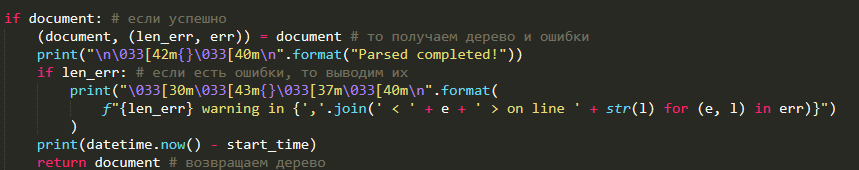 if document: # если успешно
    (document, (len_err, err)) = document # то получаем дерево и ошибки
    print("\n\033[42m{}\033[40m\n".format("Parsed completed!"))
    if len_err: # если есть ошибки, то выводим их
        print("\033[30m\033[43m{}\033[37m\033[40m\n".format(
            f"{len_err} warning in {','.join(' < ' + e + ' > on line ' + str(l) for (e, l) in err)}")
        )
    print(datetime.now() - start_time)
    return document # возвращаем дерево